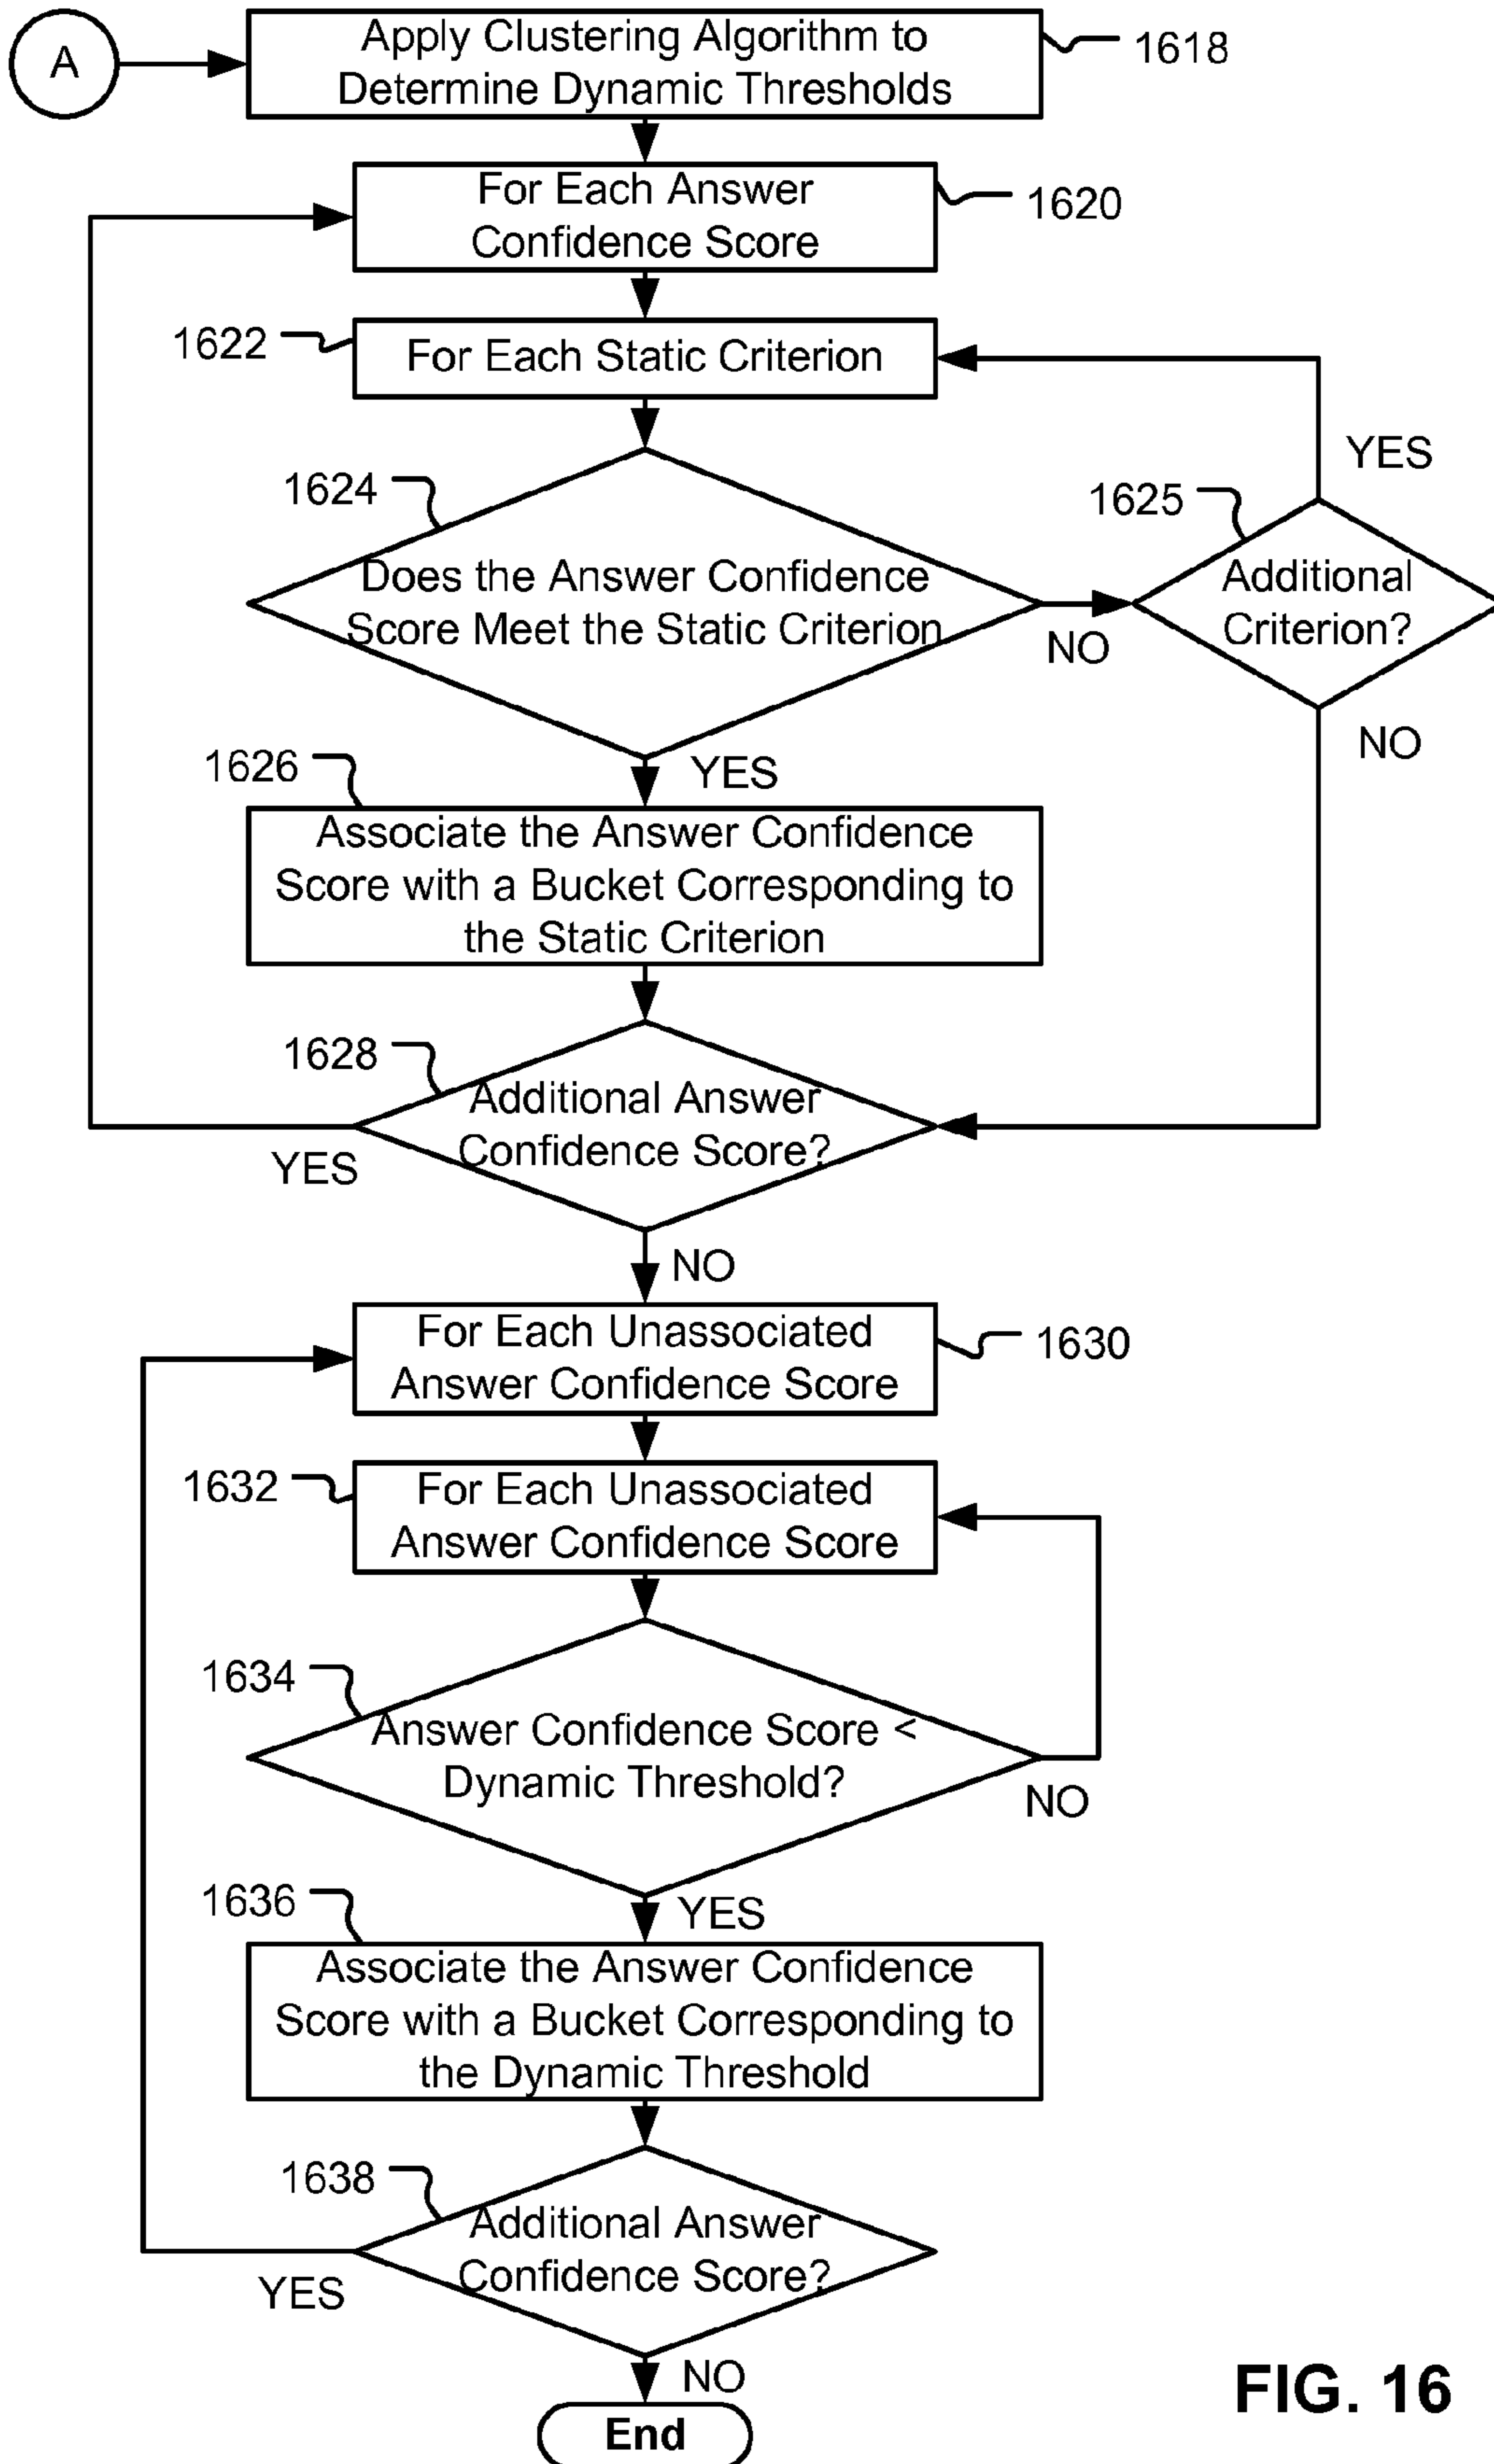 A
Apply Clustering Algorithm to
Determine Dynamic Thresholds
1618
For Each Answer
Confidence Score
1620
1622
For Each Static Criterion
YES
1624
Does the Answer Confidence
Score Meet the Static Criterion
NO
1625
Additional
Criterion?
NO
YES
1626
Associate the Answer Confidence
Score with a Bucket Corresponding to
the Static Criterion
1628
Additional Answer
Confidence Score?
YES
NO
For Each Unassociated
Answer Confidence Score
1630
1632
For Each Unassociated
Answer Confidence Score
1634
Answer Confidence Score <
Dynamic Threshold?
NO
YES
1636
Associate the Answer Confidence
Score with a Bucket Corresponding to
the Dynamic Threshold
1638
Additional Answer
Confidence Score?
YES
NO
End
FIG. 16